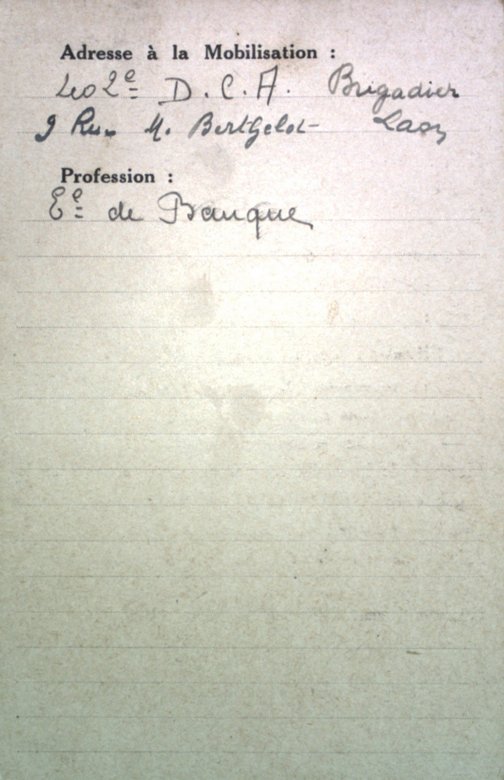 Adresse à la Mobilisation :
402e D.C.A. Brigadier
9 Rue M. Berthelot Laon
Profession :
Eé de Banque